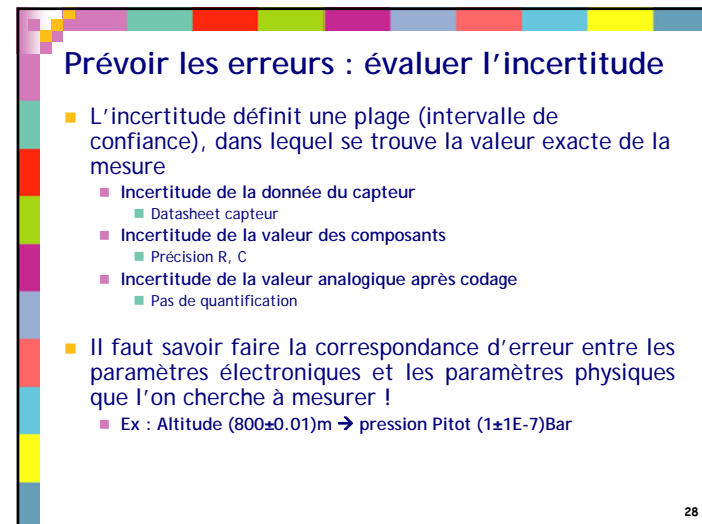 Prévoir les erreurs : évaluer l'incertitude
L'incertitude définit une plage (intervalle de
confiance), dans lequel se trouve la valeur exacte de la
mesure
Incertitude de la donnée du capteur
Datasheet capteur
Incertitude de la valeur des composants
Précision R, C
Incertitude de la valeur analogique après codage
Pas de quantification
Il faut savoir faire la correspondance d'erreur entre les
paramètres électroniques et les paramètres physiques
que l'on cherche à mesurer !
Ex : Altitude (800±0.01)m → pression Pitot (1±1E-7)Bar
28